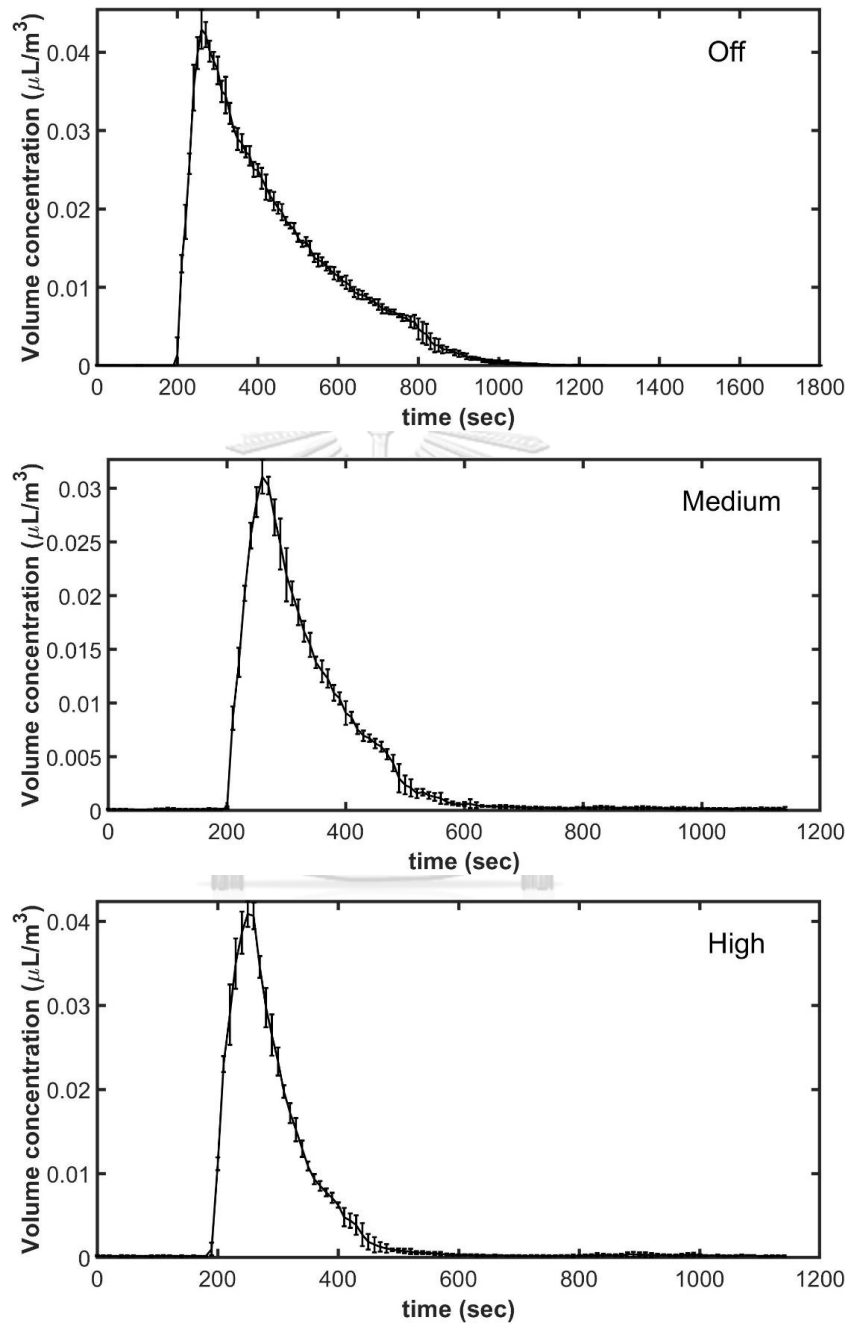 Off
Volume concentration (μL/m³)
0.04
0.03
0.02
0.01
0
0 200 400 600 800 1000 1200 1400 1600 1800
time (sec)
Medium
Volume concentration (μL/m³)
0.03
0.025
0.02
0.015
0.01
0.005
0
0 200 400 600 800 1000 1200
time (sec)
High
Volume concentration (μL/m³)
0.04
0.03
0.02
0.01
0
0 200 400 600 800 1000 1200
time (sec)